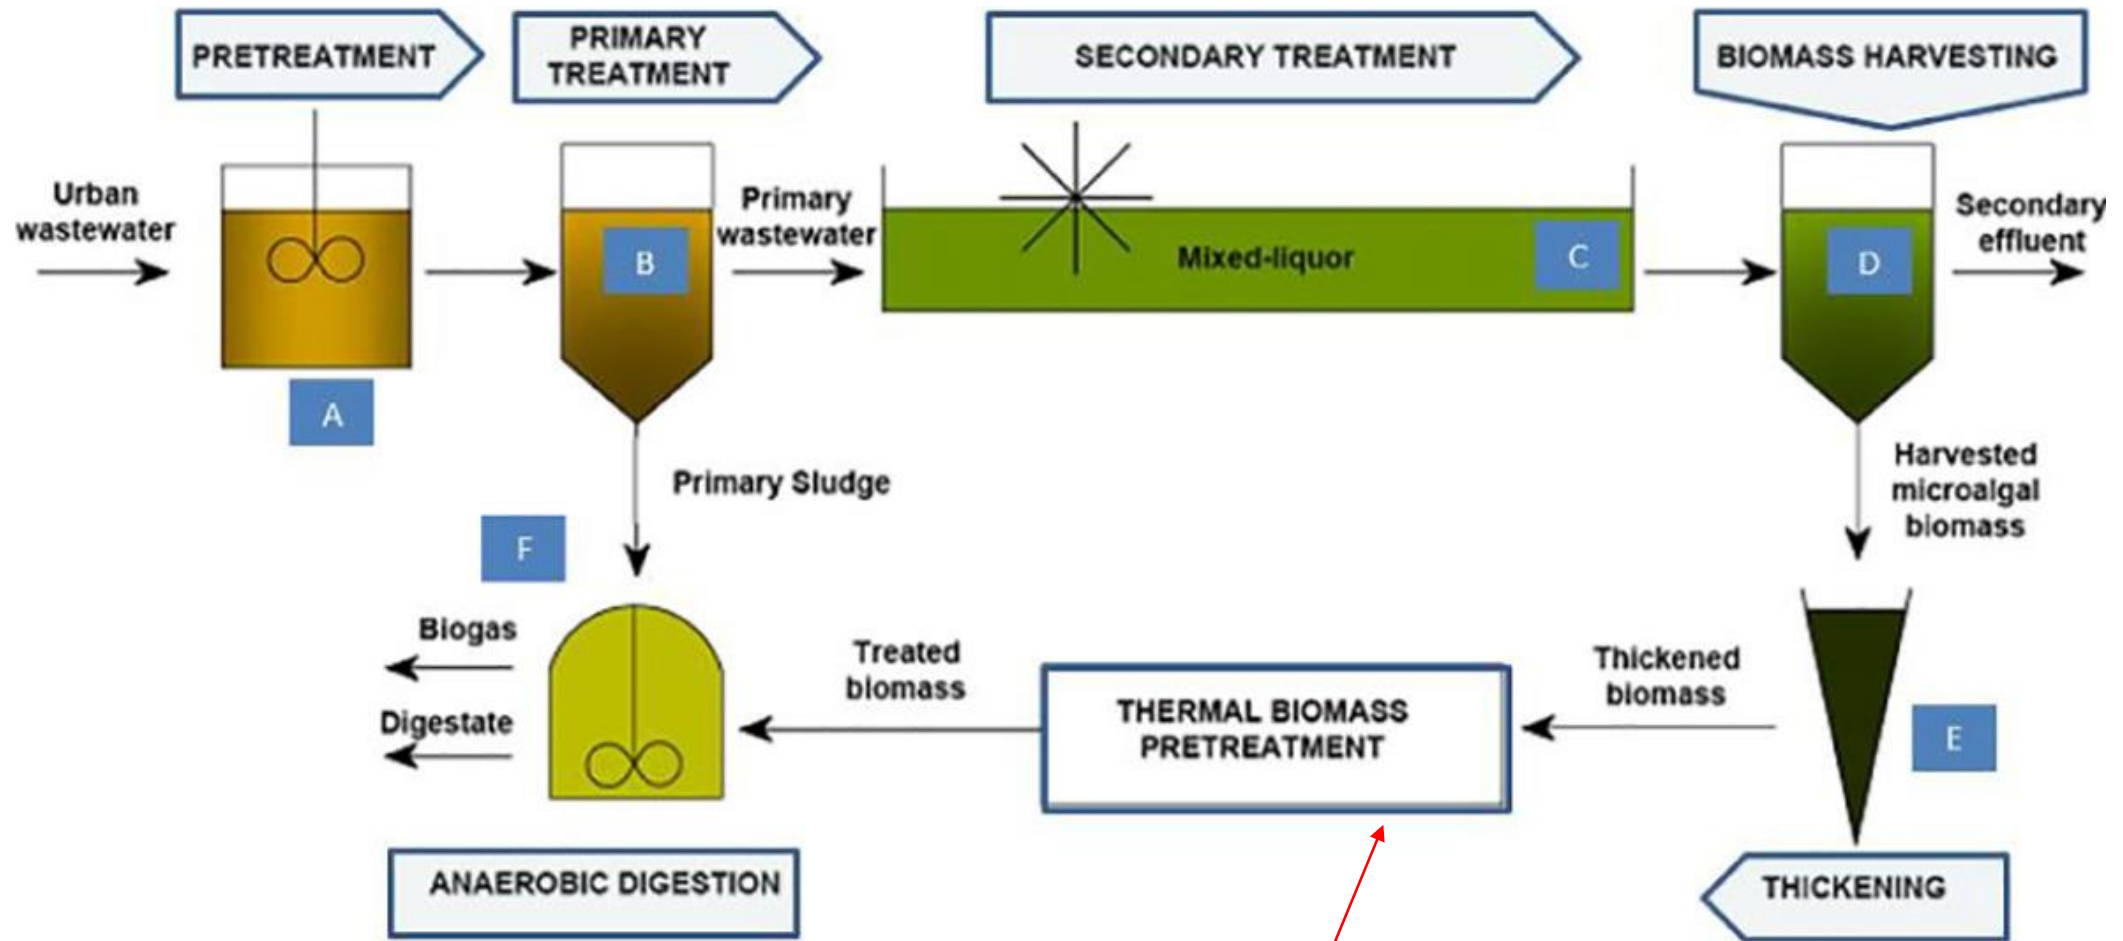 PRETREATMENT
PRIMARY
TREATMENT
SECONDARY TREATMENT
BIOMASS HARVESTING
Urban
wastewater
A
B
Primary
wastewater
Mixed-liquor
C
D
Secondary
effluent
Primary Sludge
Harvested
microalgal
biomass
F
Biogas
Digestate
Treated
biomass
THERMAL BIOMASS
PRETREATMENT
Thickened
biomass
E
ANAEROBIC DIGESTION
THICKENING